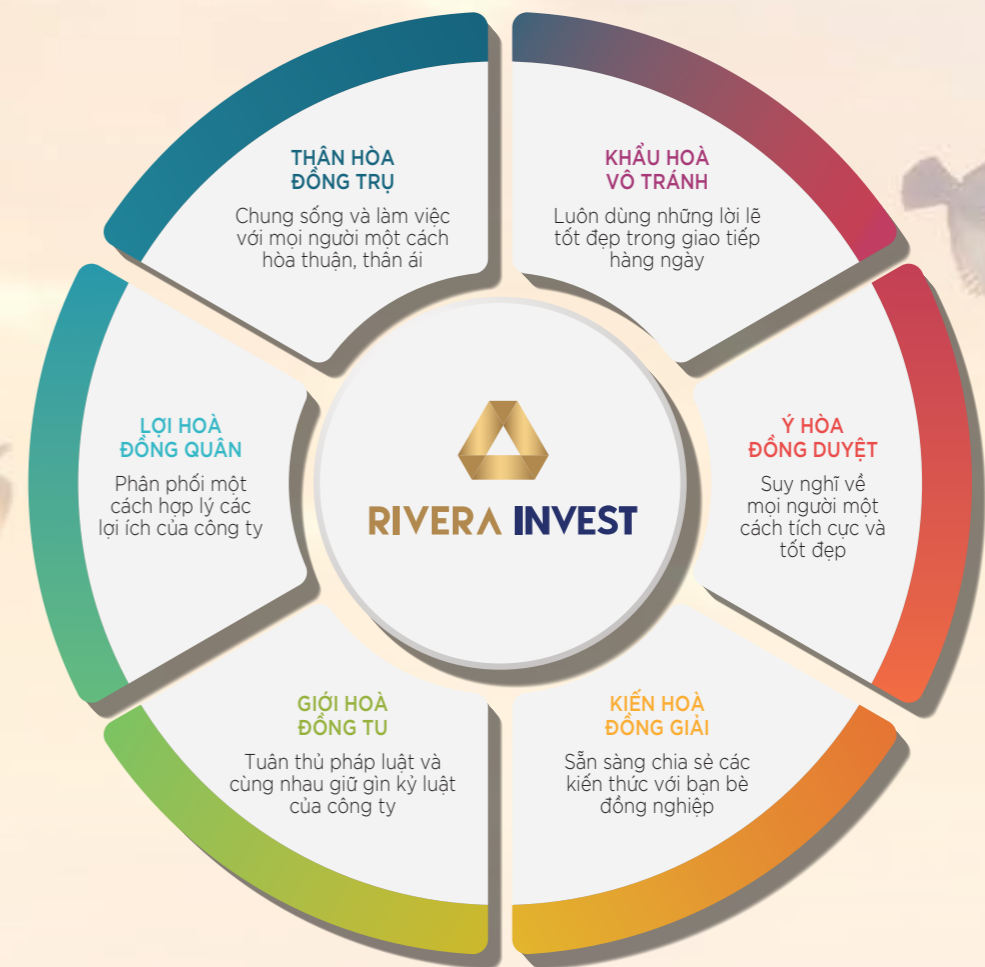 THÂN HÒA
ĐỒNG TRỤ
Chung sống và làm việc
với mọi người một cách
hòa thuận, thân ái
KHẨU HOÀ
VÔ TRÁNH
Luôn dùng những lời lẽ
tốt đẹp trong giao tiếp
hàng ngày
LỢI HOÀ
ĐỒNG QUÂN
Phân phối một
cách hợp lý các
lợi ích của công ty
RIVERA INVEST
Ý HÒA
ĐỒNG DUYỆT
Suy nghĩ về
mọi người một
cách tích cực và
tốt đẹp
GIỚI HOÀ
ĐỒNG TU
Tuân thủ pháp luật và
cùng nhau giữ gìn kỷ luật
của công ty
KIẾN HOÀ
ĐỒNG GIẢI
Sẵn sàng chia sẻ các
kiến thức với bạn bè
đồng nghiệp